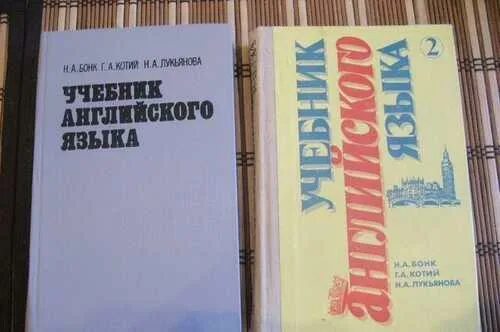 Н.А.БОНК Г.А.КОТИЙ Н.А.ЛУКЬЯНОВА
УЧЕБНИК
АНГЛИЙСКОГО
ЯЗЫКА
2
УЧЕБНИК
АНГЛИЙСКОГО
ЯЗЫКА
Н.А.БОНК
Г.А.КОТИЙ
Н.А.ЛУКЬЯНОВА